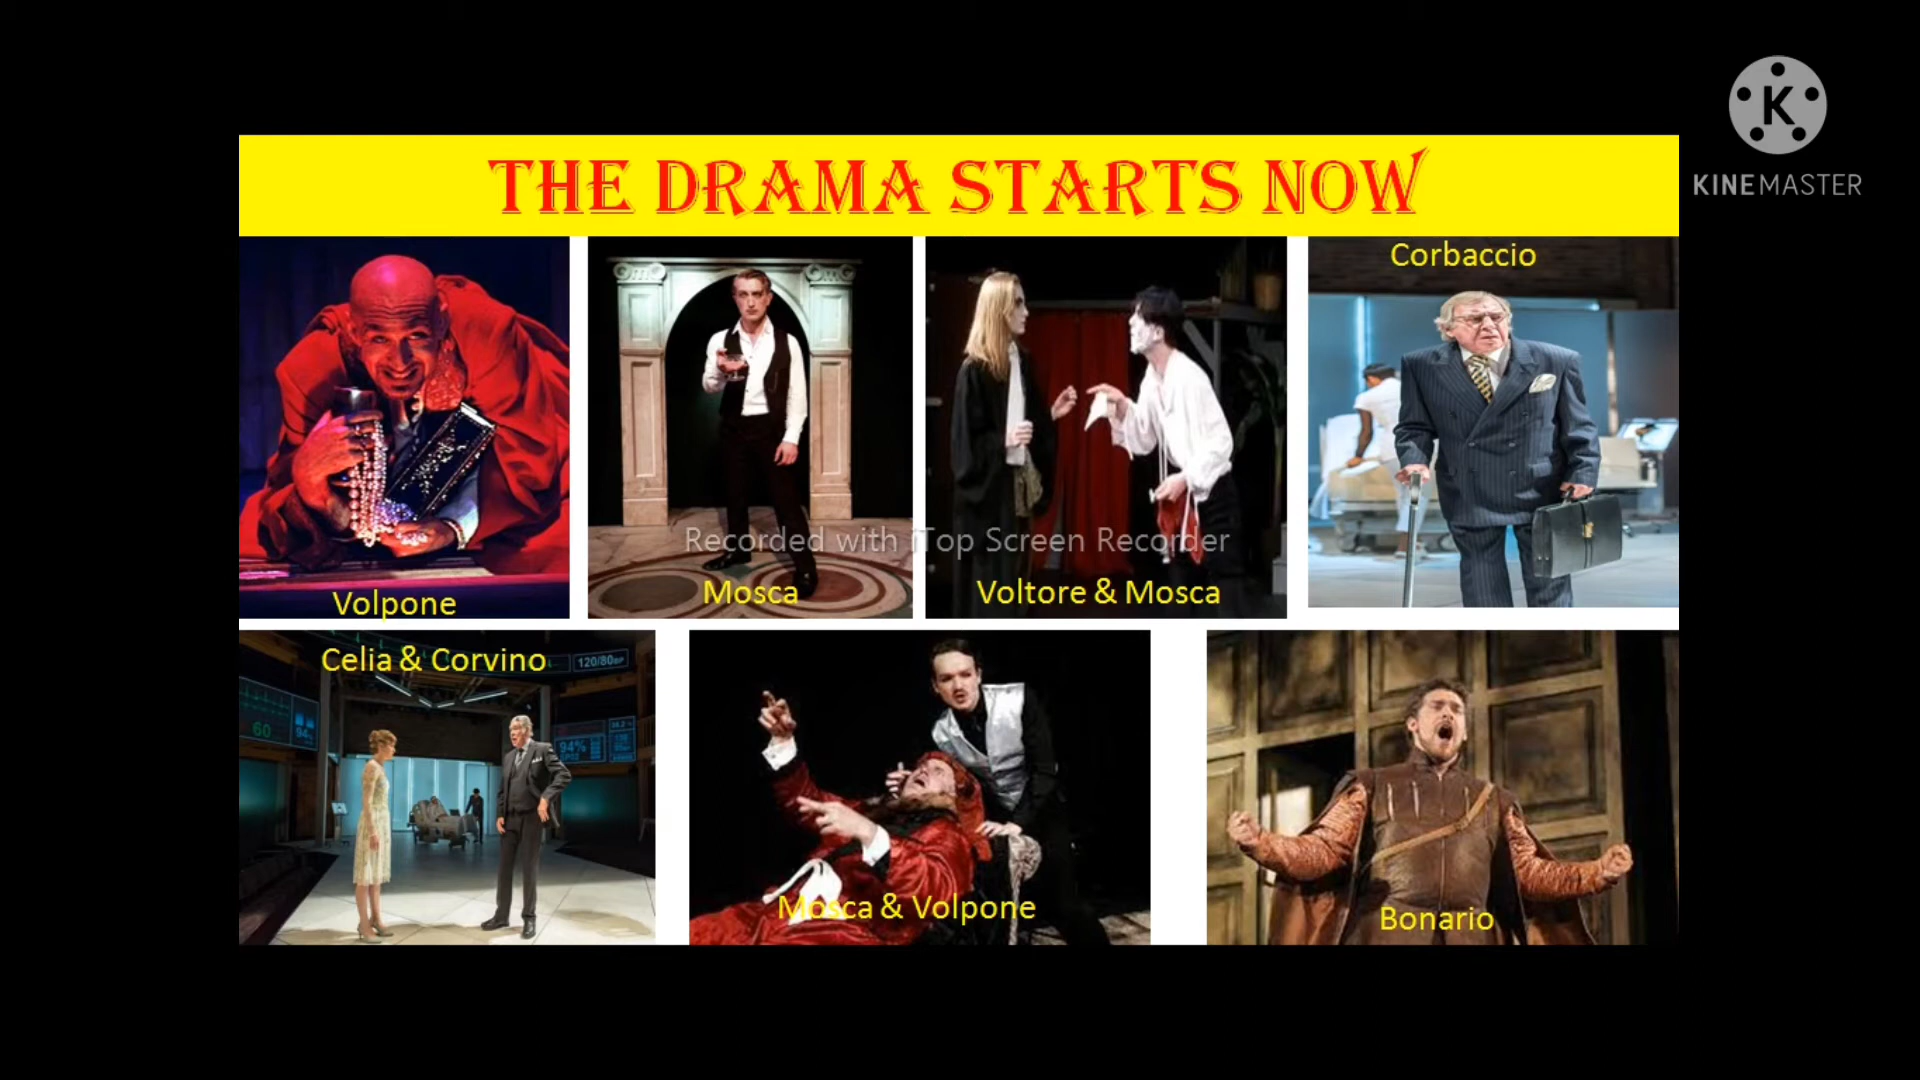 THE DRAMA STARTS NOW
K
KINEMASTER
Corbaccio
Recorded with iTop Screen Recorder
Volpone
Mosca
Voltore & Mosca
Celia & Corvino
120/80
60
94%
94%
Mosca & Volpone
Bonario